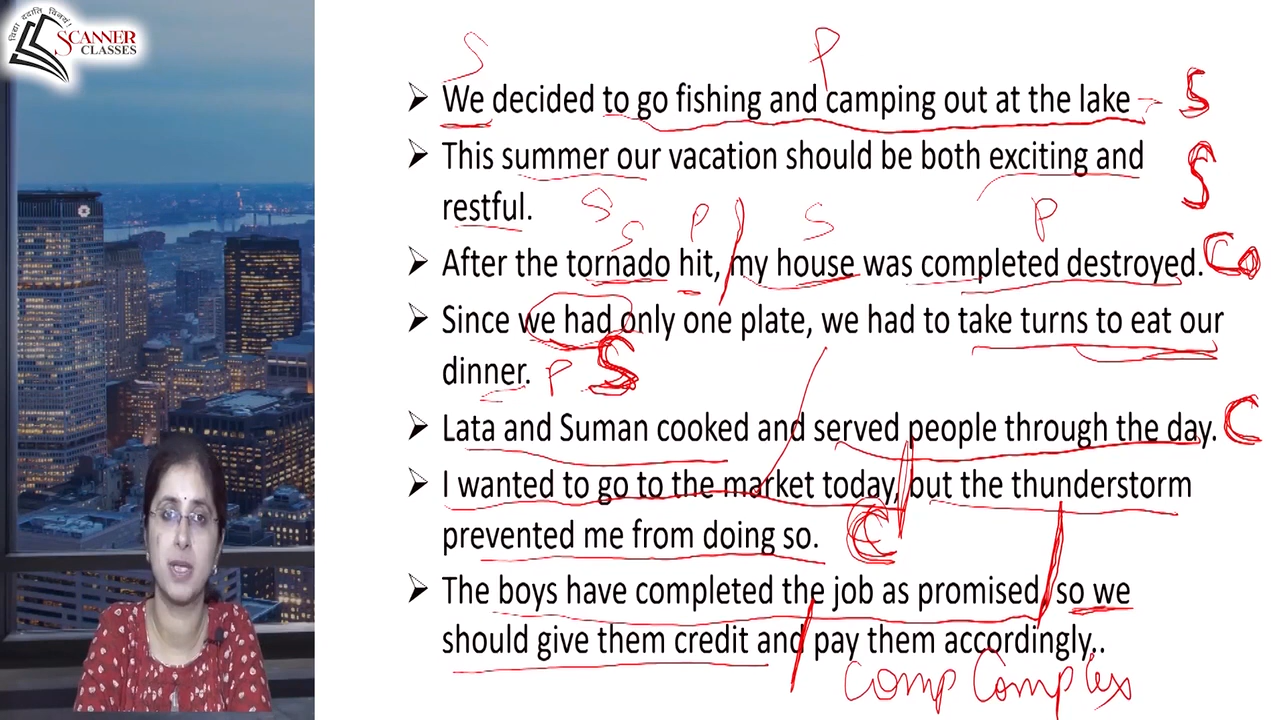 विद्या ददाति विनयं!
SCANNER
CLASSES
S P
➤ We decided to go fishing and camping out at the lake - S
➤ This summer our vacation should be both exciting and S
restful.
S S P S P
➤ After the tornado hit, my house was completed destroyed. Co
➤ Since we had only one plate, we had to take turns to eat our
dinner. P S
➤ Lata and Suman cooked and served people through the day. C
➤ I wanted to go to the market today, but the thunderstorm
prevented me from doing so. C
➤ The boys have completed the job as promised, so we
should give them credit and pay them accordingly..
Comp Complex